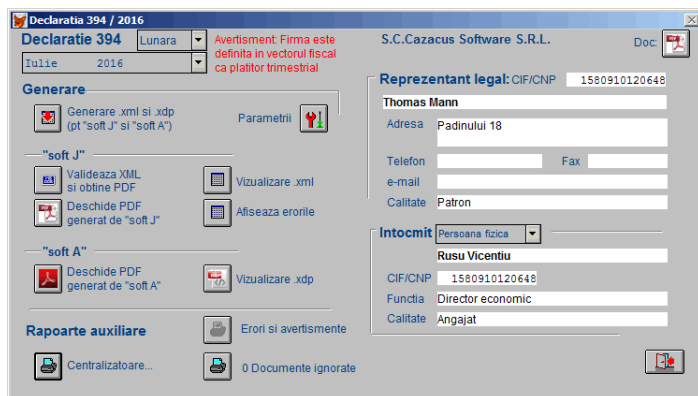 Declaratia 394 / 2016
Declaratie 394 Lunara
Iulie 2016
Avertisment: Firma este
definita in vectorul fiscal
ca platitor trimestrial
S.C.Cazacus Software S.R.L. Doc:
Generare
Generare .xml si .xdp
(pt "soft J" si "soft A")
Parametrii
"soft J"
Valideaza XML
si obtine PDF
Vizualizare .xml
Deschide PDF
generat de "soft J"
Afiseaza erorile
"soft A"
Deschide PDF
generat de "soft A"
Vizualizare .xdp
Rapoarte auxiliare
Erori si avertismente
Centralizatoare...
0 Documente ignorate
Reprezentant legal: CIF/CNP 1580910120648
Thomas Mann
Adresa Padinului 18
Telefon Fax
e-mail
Calitate Patron
Intocmit Persoana fizica
Rusu Vicentiu
CIF/CNP 1580910120648
Functia Director economic
Calitate Angajat